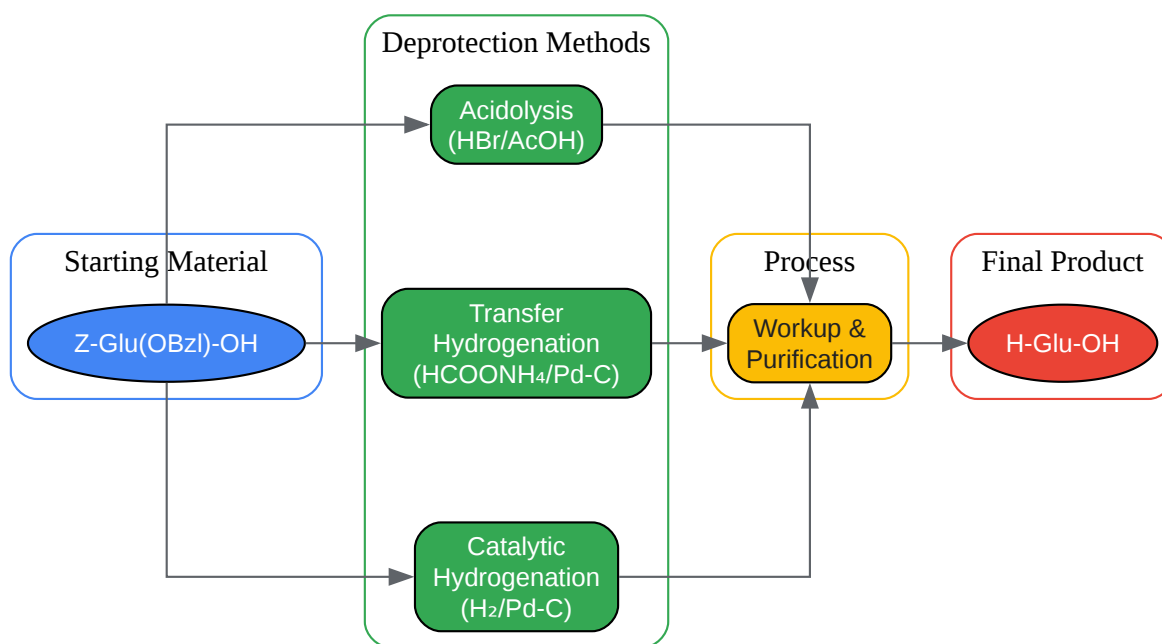 Deprotection Methods
Acidolysis
(HBr/AcOH)
Starting Material
Z-Glu(OBzl)-OH
Transfer
Hydrogenation
(HCOONH₄/Pd-C)
Catalytic
Hydrogenation
(H₂/Pd-C)
Process
Workup &
Purification
Final Product
H-Glu-OH